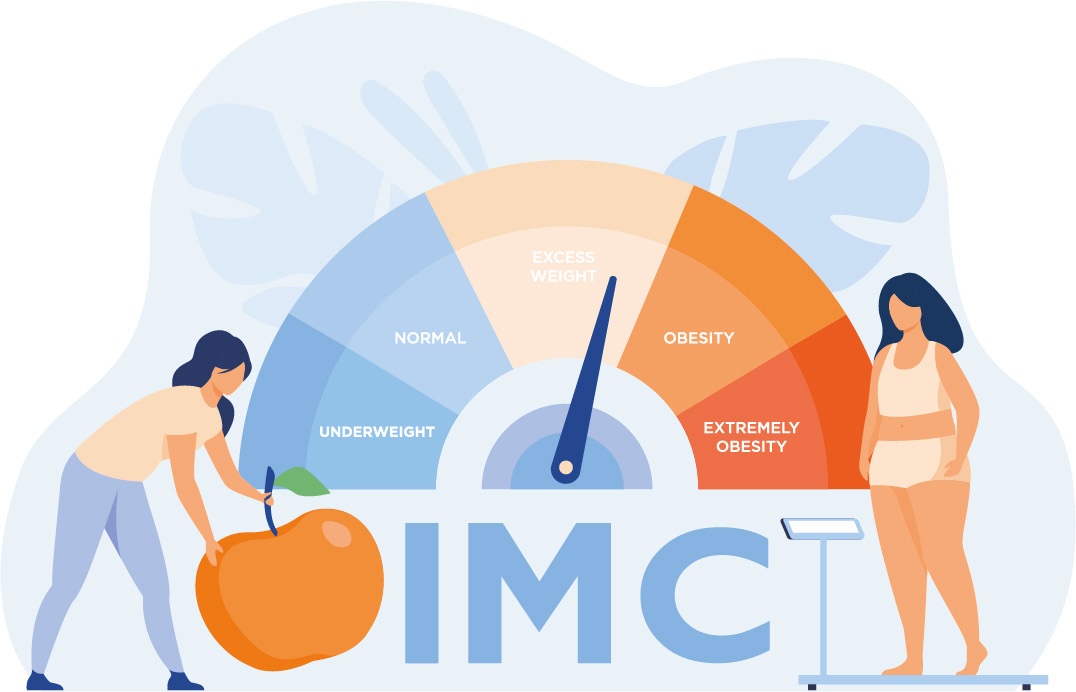 EXCESS
WEIGHT
NORMAL
OBESITY
UNDERWEIGHT
EXTREMELY
OBESITY
IMC